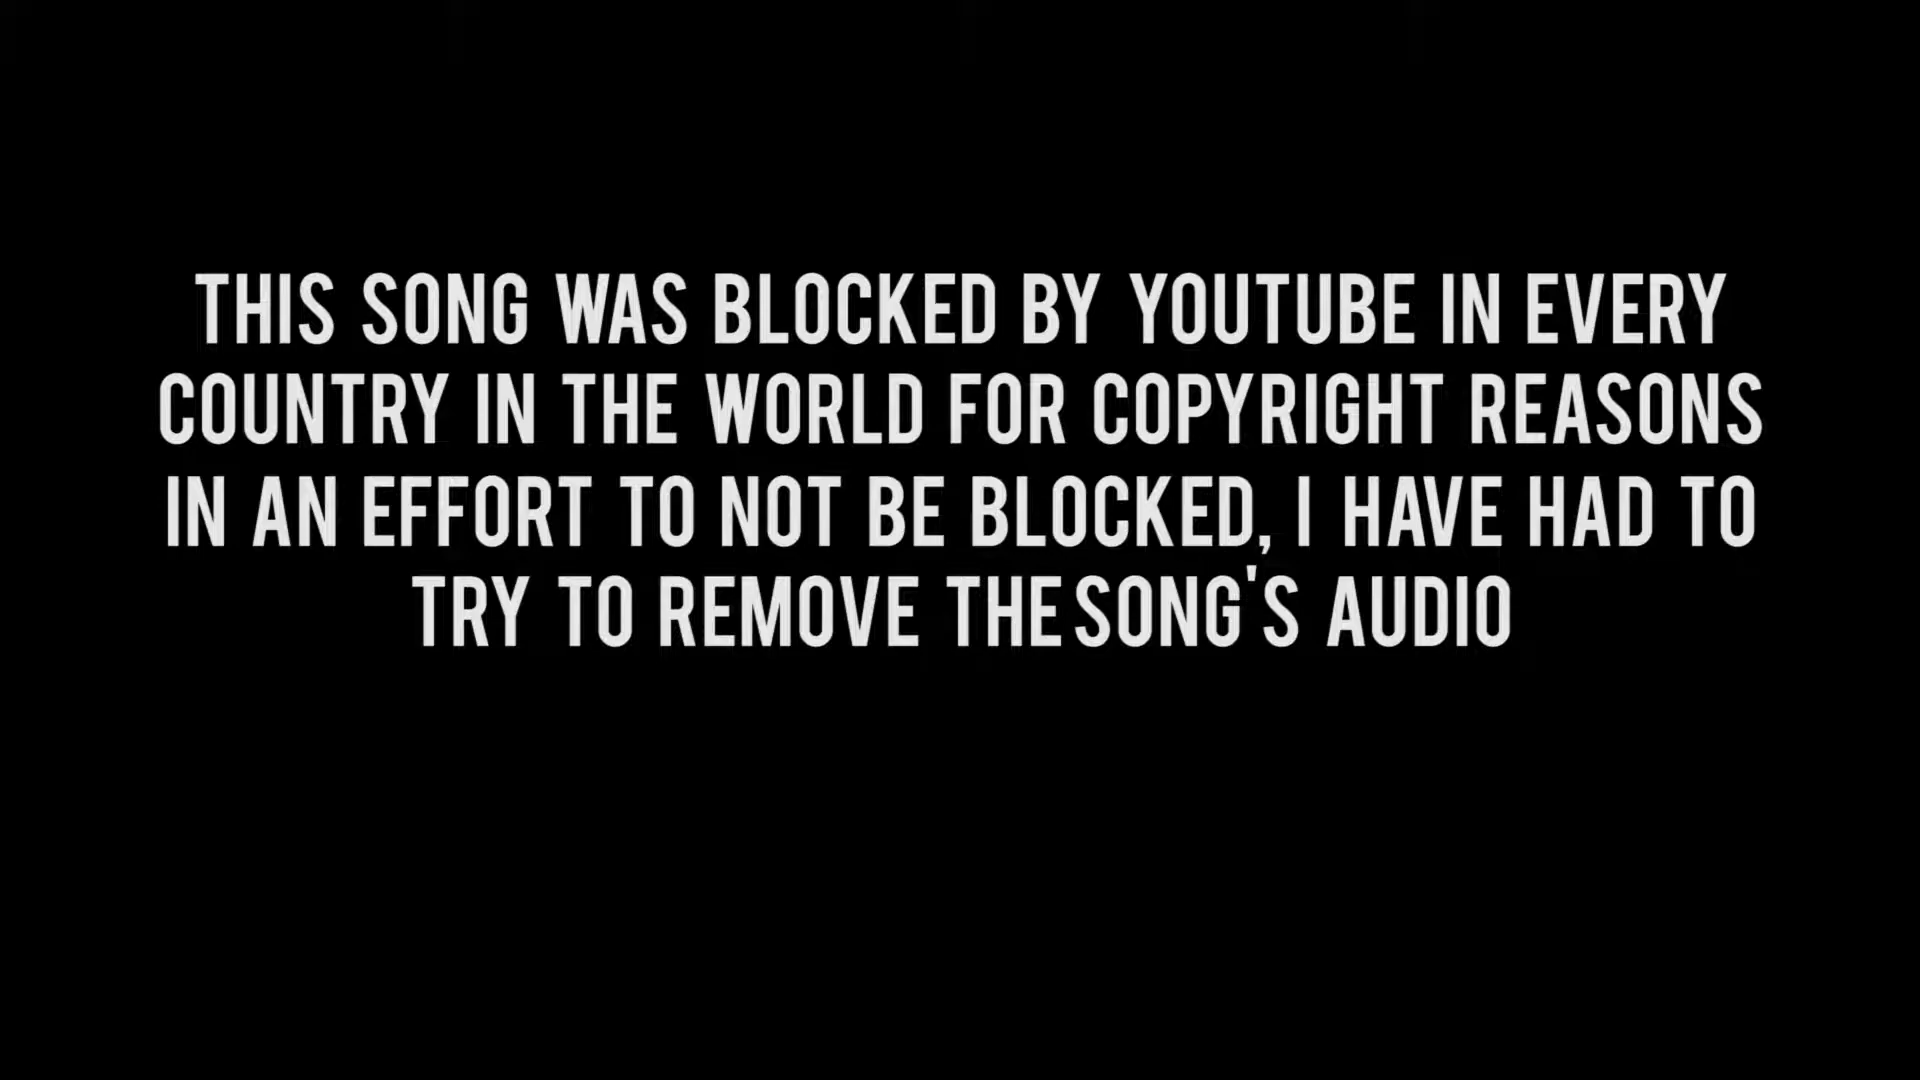 THIS SONG WAS BLOCKED BY YOUTUBE IN EVERY
COUNTRY IN THE WORLD FOR COPYRIGHT REASONS
IN AN EFFORT TO NOT BE BLOCKED, I HAVE HAD TO
TRY TO REMOVE THE SONG'S AUDIO